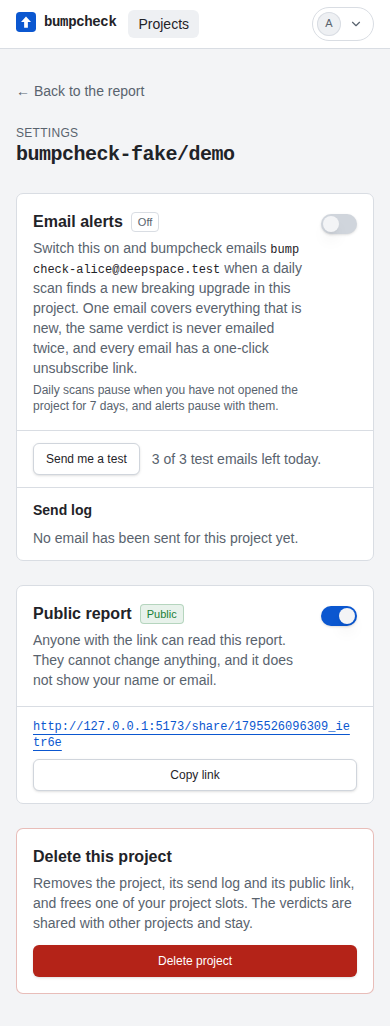 bumpcheck Projects A
← Back to the report
SETTINGS
bumpcheck-fake/demo
Email alerts Off
Switch this on and bumpcheck emails bump
check-alice@deepspace.test when a daily
scan finds a new breaking upgrade in this
project. One email covers everything that is
new, the same verdict is never emailed
twice, and every email has a one-click
unsubscribe link.
Daily scans pause when you have not opened the
project for 7 days, and alerts pause with them.
Send me a test 3 of 3 test emails left today.
Send log
No email has been sent for this project yet.
Public report Public
Anyone with the link can read this report.
They cannot change anything, and it does
not show your name or email.
http://127.0.0.1:5173/share/1795526096309_ie
tr6e
Copy link
Delete this project
Removes the project, its send log and its public link,
and frees one of your project slots. The verdicts are
shared with other projects and stay.
Delete project